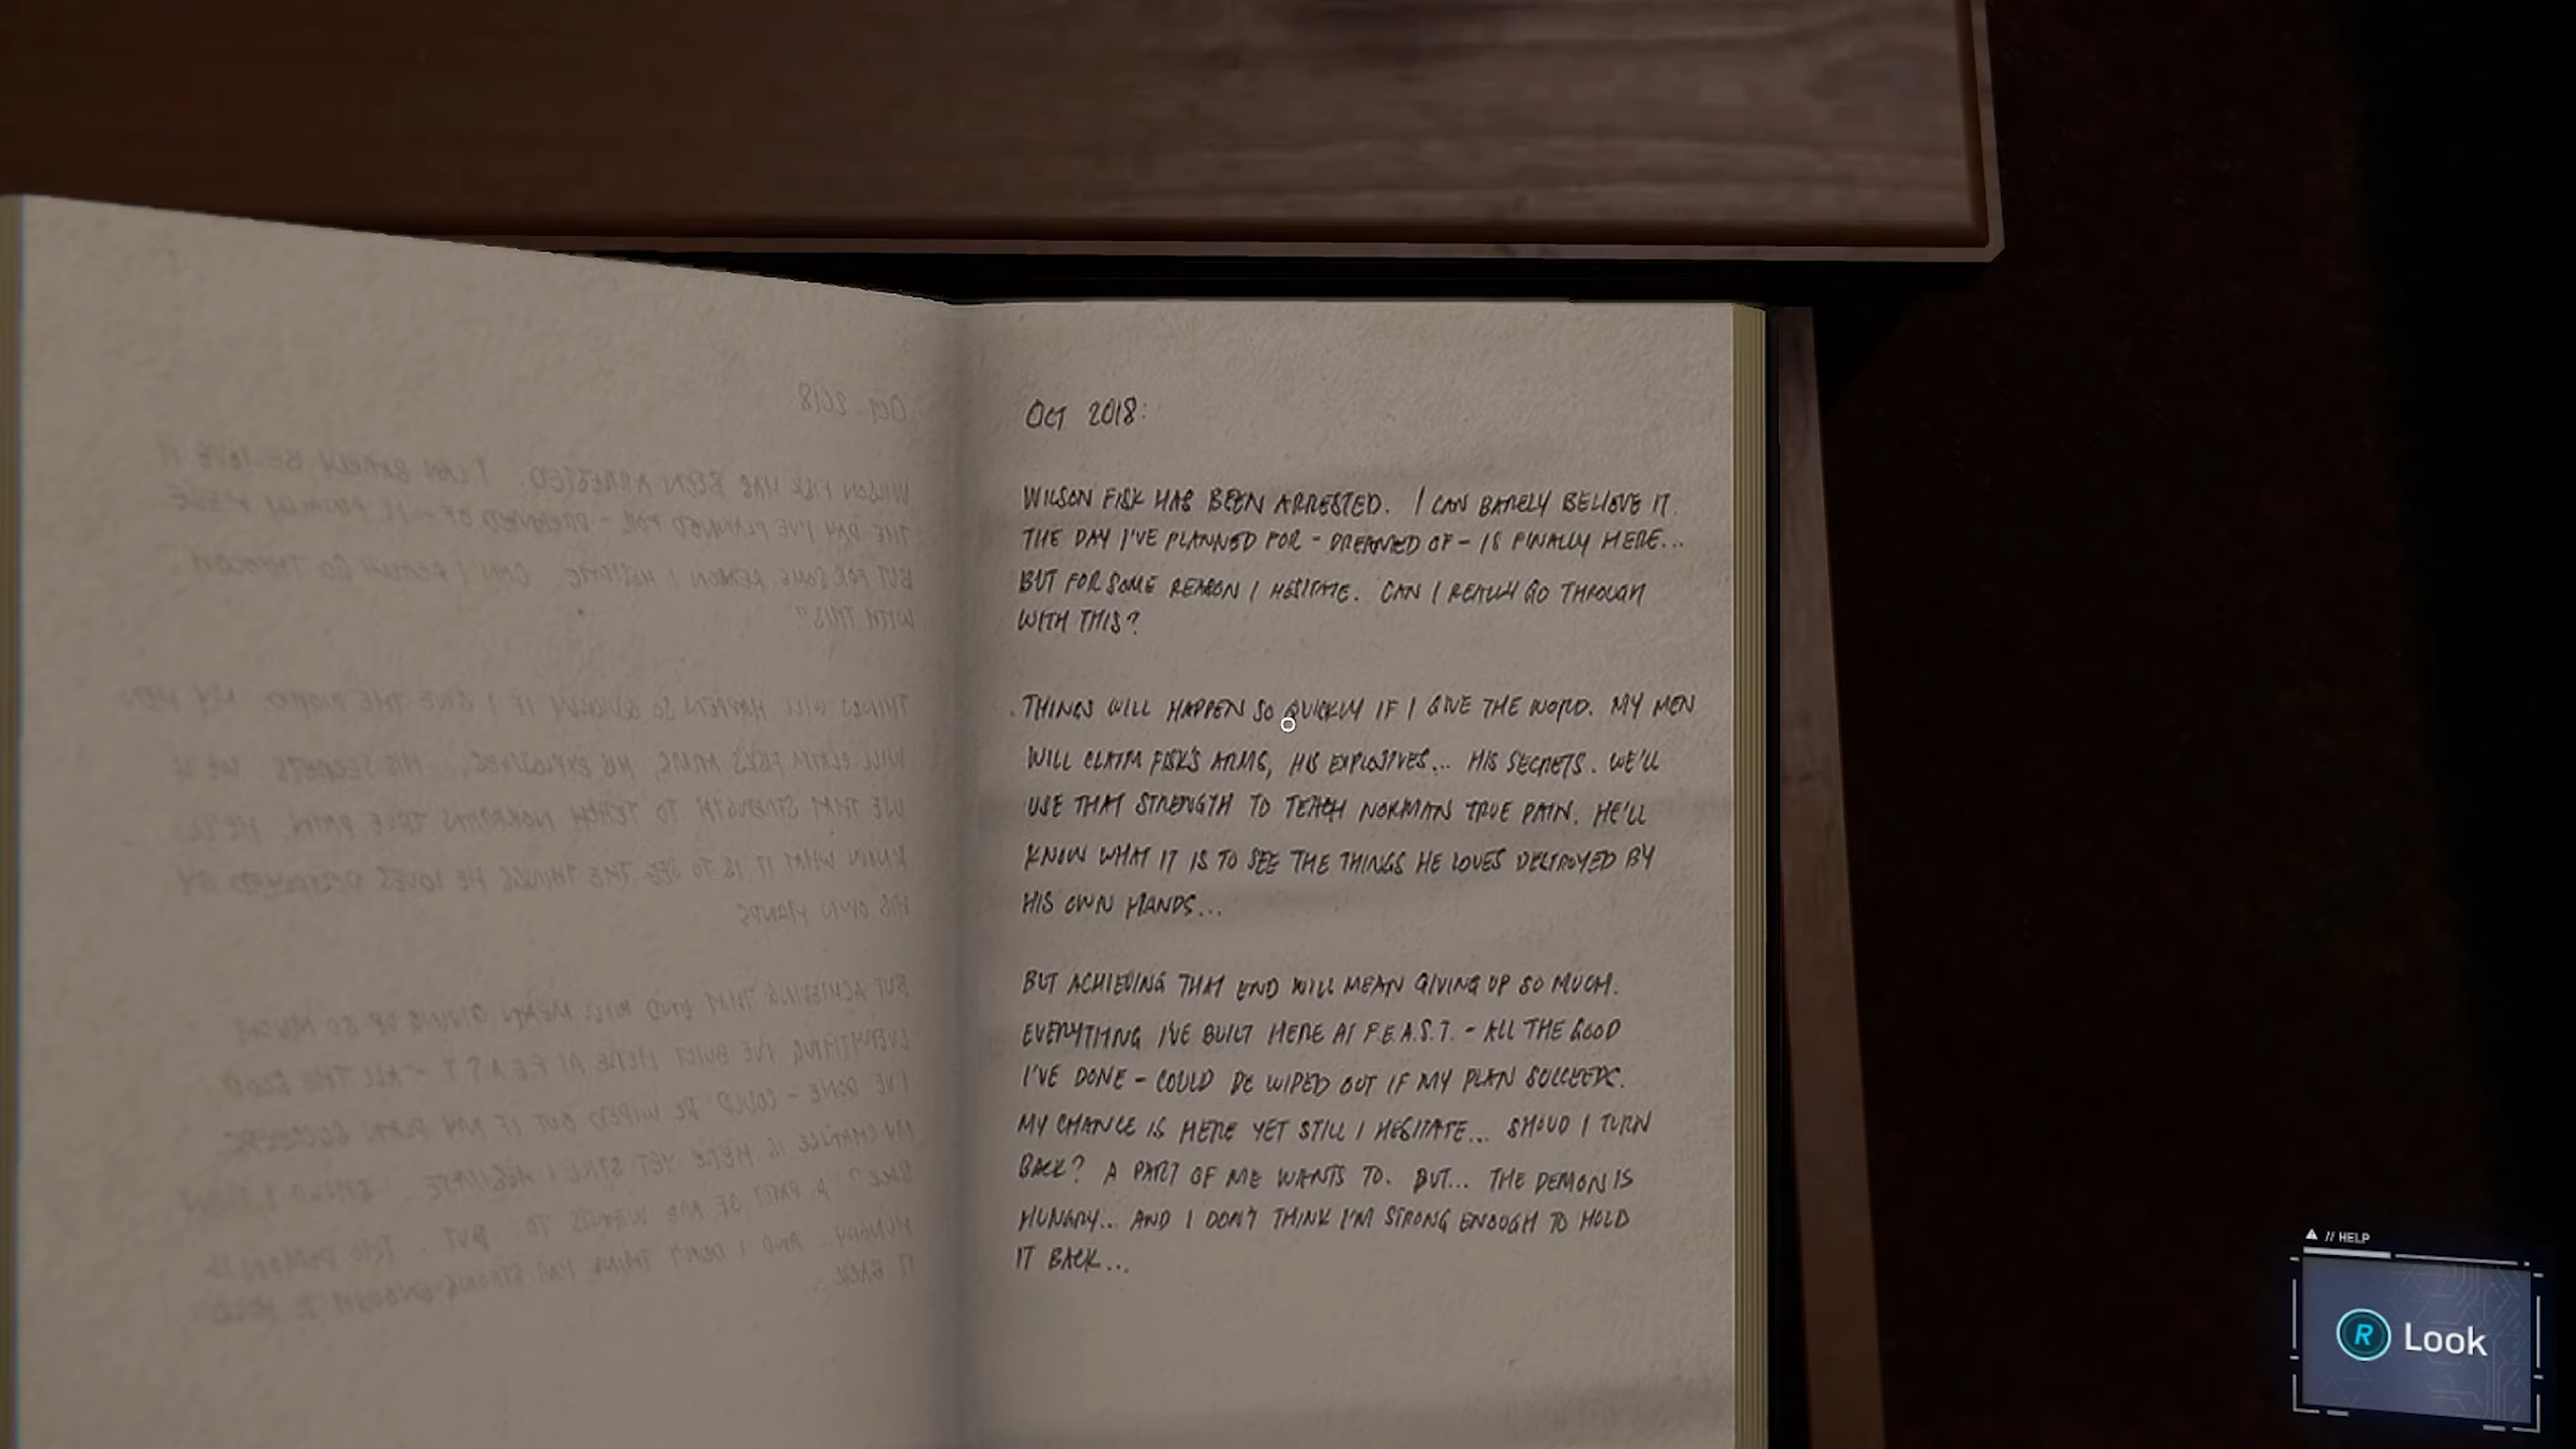 Oct 2018:
WILSON FISK HAS BEEN ARRESTED. I CAN BARELY BELIEVE IT.
THE DAY I'VE PLANNED FOR - DREAMED OF - IS FINALLY HERE...
BUT FOR SOME REASON I HESITATE. CAN I REALLY GO THROUGH
WITH THIS?
THINGS WILL HAPPEN SO QUICKLY IF I GIVE THE WORD. MY MEN
WILL CLAIM FISK'S ARMS, HIS EXPLOSIVES... HIS SECRETS. WE'LL
USE THAT STRENGTH TO TEACH NORMAN TRUE PAIN. HE'LL
KNOW WHAT IT IS TO SEE THE THINGS HE LOVES DESTROYED BY
HIS OWN HANDS...
BUT ACHIEVING THAT END WILL MEAN GIVING UP SO MUCH.
EVERYTHING I'VE BUILT HERE AT F.E.A.S.T. - ALL THE GOOD
I'VE DONE - COULD BE WIPED OUT IF MY PLAN SUCCEEDS.
MY CHANCE IS HERE YET STILL I HESITATE... SHOUD I TURN
BACK? A PART OF ME WANTS TO. BUT... THE DEMON IS
HUNGRY... AND I DON'T THINK I'M STRONG ENOUGH TO HOLD
IT BACK...
// HELP
R Look